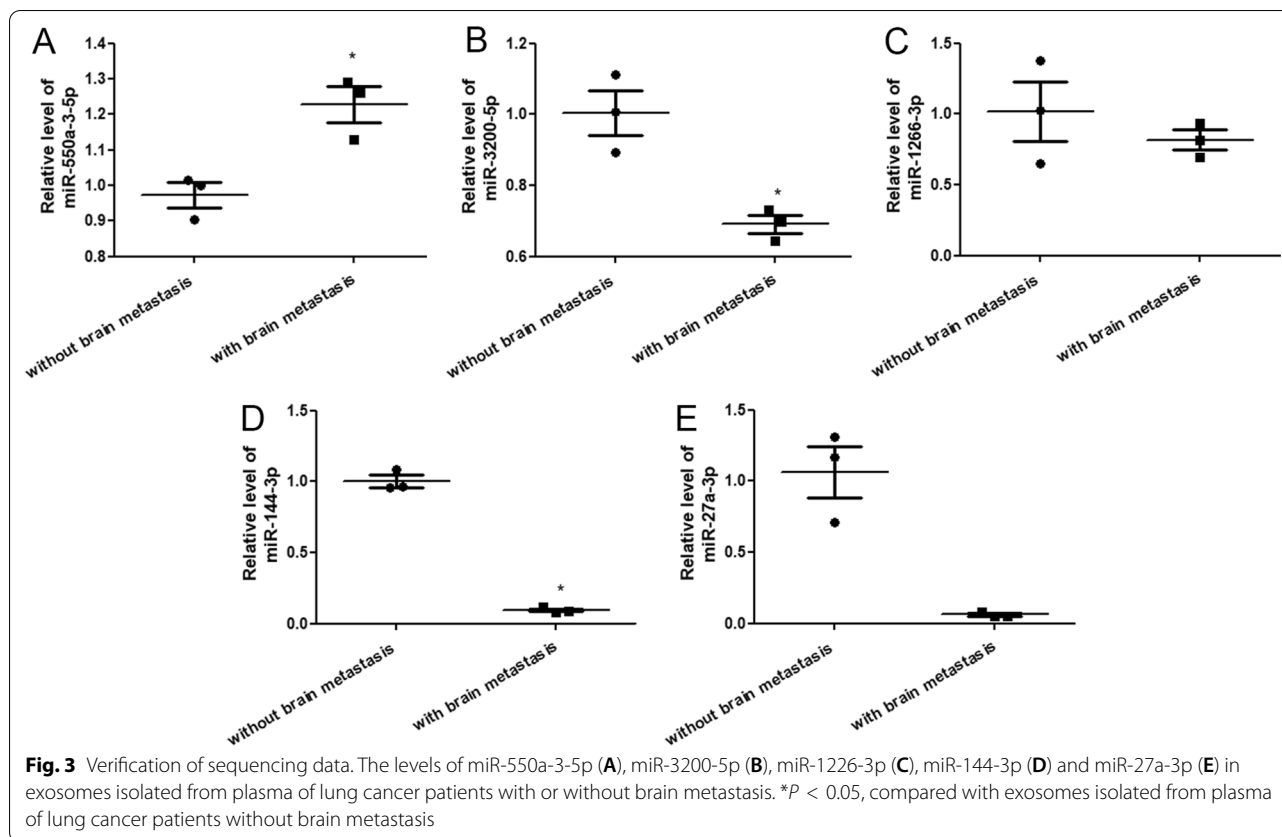 A
Relative level of
miR-550a-3-5p
1.4
1.3
1.2
1.1
1.0
0.9
0.8
*
without brain metastasis
with brain metastasis
B
Relative level of
miR-3200-5p
1.2
1.0
0.8
0.6
*
without brain metastasis
with brain metastasis
C
Relative level of
miR-1266-3p
1.5
1.0
0.5
0.0
without brain metastasis
with brain metastasis
D
Relative level of
miR-144-3p
1.5
1.0
0.5
0.0
*
without brain metastasis
with brain metastasis
E
Relative level of
miR-27a-3p
1.5
1.0
0.5
0.0
without brain metastasis
with brain metastasis
Fig. 3 Verification of sequencing data. The levels of miR-550a-3-5p (A), miR-3200-5p (B), miR-1226-3p (C), miR-144-3p (D) and miR-27a-3p (E) in
exosomes isolated from plasma of lung cancer patients with or without brain metastasis. *P < 0.05, compared with exosomes isolated from plasma
of lung cancer patients without brain metastasis